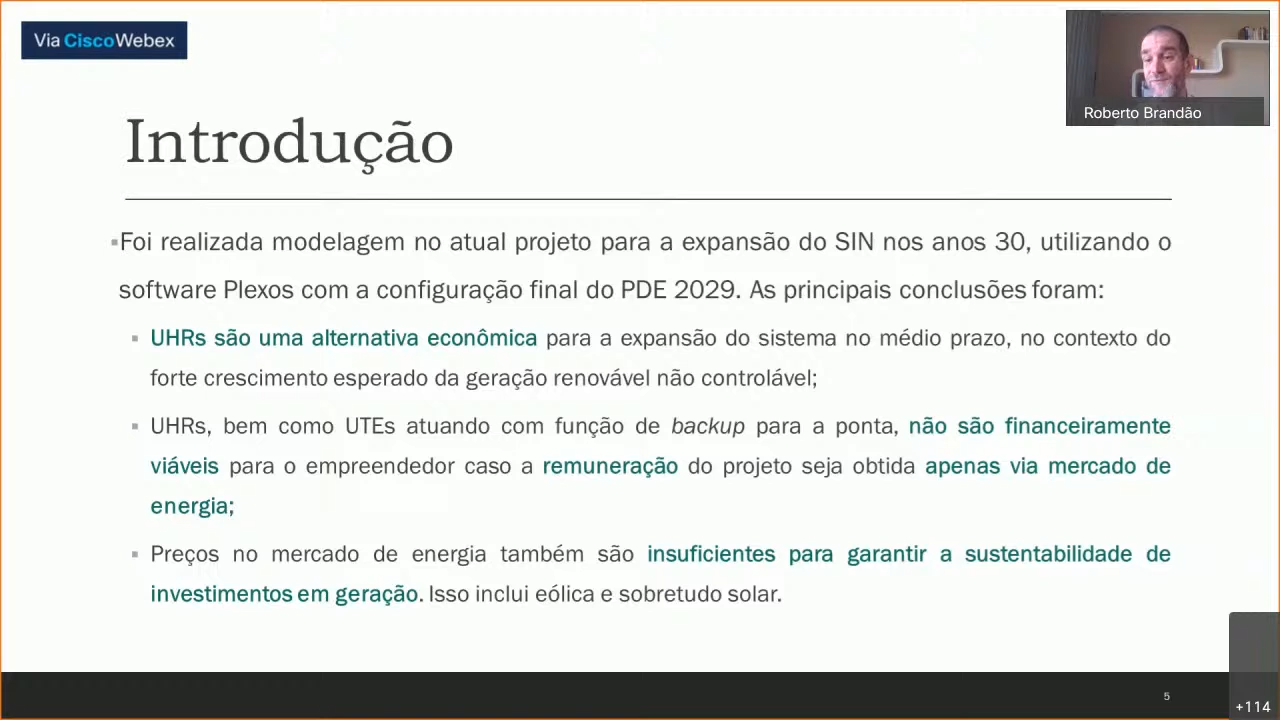 Via CiscoWebex
Roberto Brandão
Introdução
▪Foi realizada modelagem no atual projeto para a expansão do SIN nos anos 30, utilizando o
software Plexos com a configuração final do PDE 2029. As principais conclusões foram:
▪ UHRs são uma alternativa econômica para a expansão do sistema no médio prazo, no contexto do
forte crescimento esperado da geração renovável não controlável;
▪ UHRs, bem como UTEs atuando com função de backup para a ponta, não são financeiramente
viáveis para o empreendedor caso a remuneração do projeto seja obtida apenas via mercado de
energia;
▪ Preços no mercado de energia também são insuficientes para garantir a sustentabilidade de
investimentos em geração. Isso inclui eólica e sobretudo solar.
5
+114